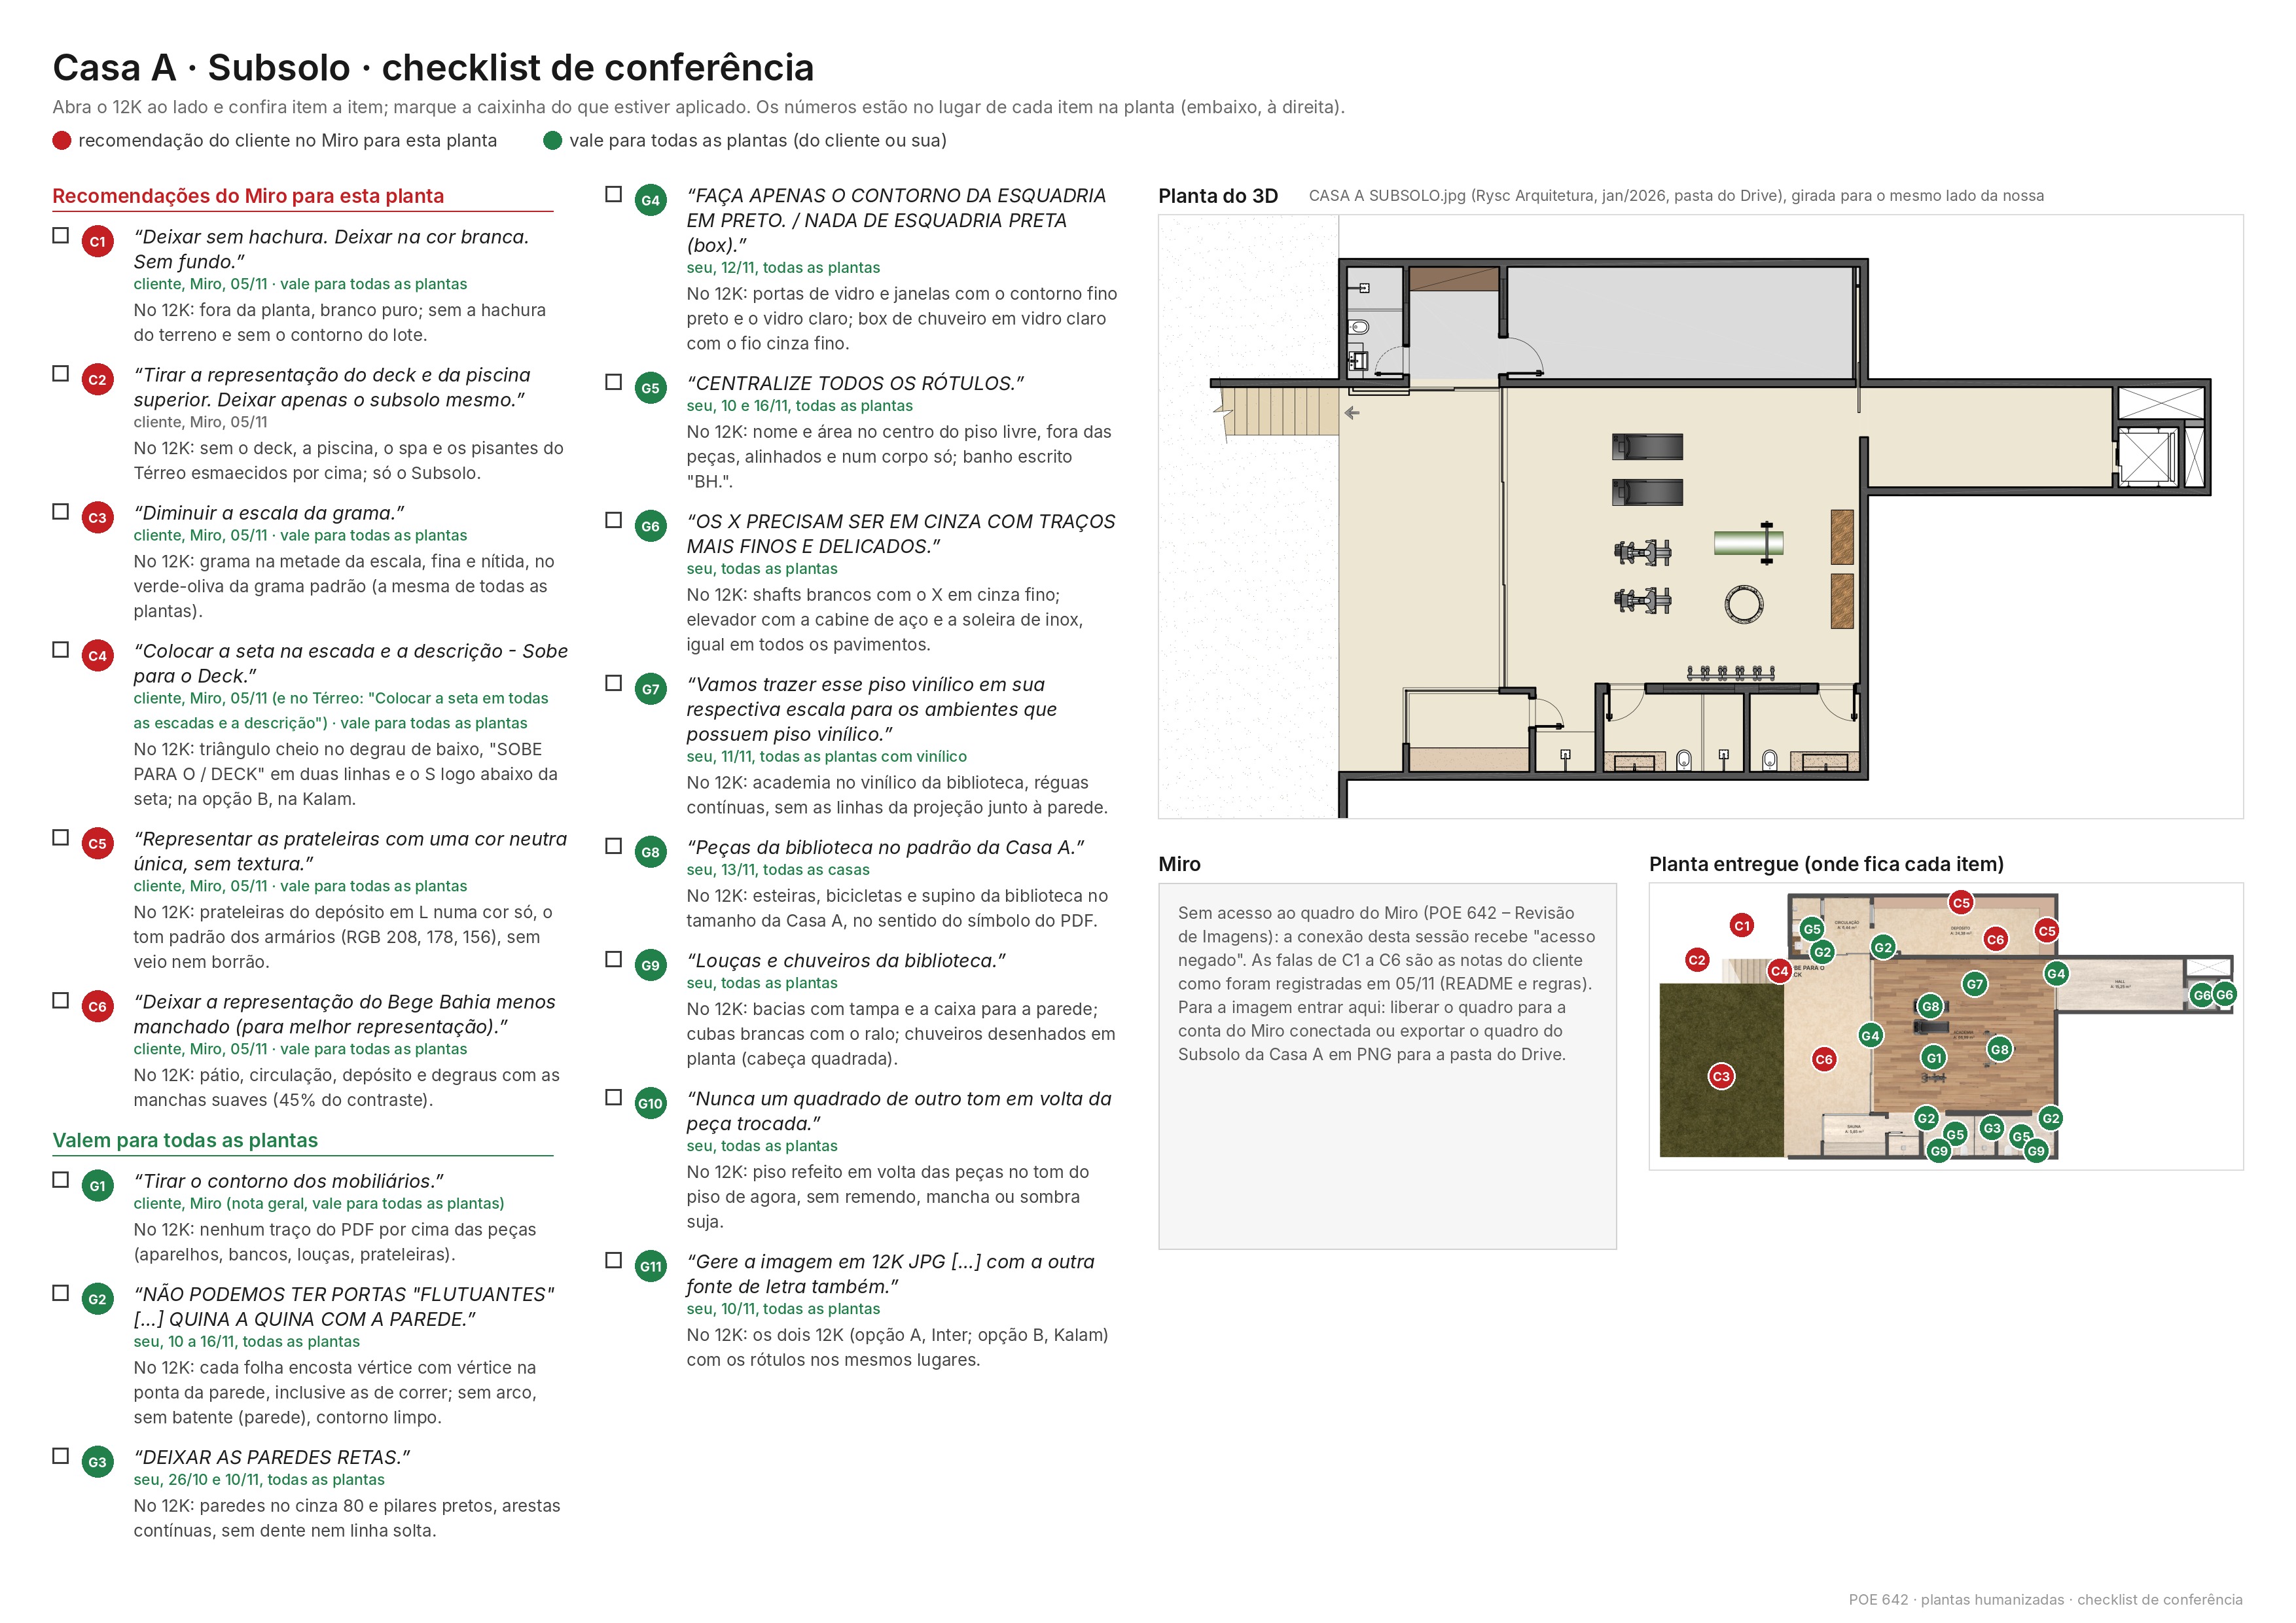 Casa A · Subsolo · checklist de conferência
Abra o 12K ao lado e confira item a item; marque a caixinha do que estiver aplicado. Os números estão no lugar de cada item na planta (embaixo, à direita).
recomendação do cliente no Miro para esta planta
vale para todas as plantas (do cliente ou sua)
Recomendações do Miro para esta planta
C1
“Deixar sem hachura. Deixar na cor branca.
Sem fundo.”
cliente, Miro, 05/11 · vale para todas as plantas
No 12K: fora da planta, branco puro; sem a hachura
do terreno e sem o contorno do lote.
C2
“Tirar a representação do deck e da piscina
superior. Deixar apenas o subsolo mesmo.”
cliente, Miro, 05/11
No 12K: sem o deck, a piscina, o spa e os pisantes do
Térreo esmaecidos por cima; só o Subsolo.
C3
“Diminuir a escala da grama.”
cliente, Miro, 05/11 · vale para todas as plantas
No 12K: grama na metade da escala, fina e nítida, no
verde-oliva da grama padrão (a mesma de todas as
plantas).
C4
“Colocar a seta na escada e a descrição - Sobe
para o Deck.”
cliente, Miro, 05/11 (e no Térreo: "Colocar a seta em todas
as escadas e a descrição") · vale para todas as plantas
No 12K: triângulo cheio no degrau de baixo, "SOBE
PARA O / DECK" em duas linhas e o S logo abaixo da
seta; na opção B, na Kalam.
C5
“Representar as prateleiras com uma cor neutra
única, sem textura.”
cliente, Miro, 05/11 · vale para todas as plantas
No 12K: prateleiras do depósito em L numa cor só, o
tom padrão dos armários (RGB 208, 178, 156), sem
veio nem borrão.
C6
“Deixar a representação do Bege Bahia menos
manchado (para melhor representação).”
cliente, Miro, 05/11 · vale para todas as plantas
No 12K: pátio, circulação, depósito e degraus com as
manchas suaves (45% do contraste).
Valem para todas as plantas
G1
“Tirar o contorno dos mobiliários.”
cliente, Miro (nota geral, vale para todas as plantas)
No 12K: nenhum traço do PDF por cima das peças
(aparelhos, bancos, louças, prateleiras).
G2
“NÃO PODEMOS TER PORTAS "FLUTUANTES"
[...] QUINA A QUINA COM A PAREDE.”
seu, 10 a 16/11, todas as plantas
No 12K: cada folha encosta vértice com vértice na
ponta da parede, inclusive as de correr; sem arco,
sem batente (parede), contorno limpo.
G3
“DEIXAR AS PAREDES RETAS.”
seu, 26/10 e 10/11, todas as plantas
No 12K: paredes no cinza 80 e pilares pretos, arestas
contínuas, sem dente nem linha solta.
G4
“FAÇA APENAS O CONTORNO DA ESQUADRIA
EM PRETO. / NADA DE ESQUADRIA PRETA
(box).”
seu, 12/11, todas as plantas
No 12K: portas de vidro e janelas com o contorno fino
preto e o vidro claro; box de chuveiro em vidro claro
com o fio cinza fino.
G5
“CENTRALIZE TODOS OS RÓTULOS.”
seu, 10 e 16/11, todas as plantas
No 12K: nome e área no centro do piso livre, fora das
peças, alinhados e num corpo só; banho escrito
"BH.".
G6
“OS X PRECISAM SER EM CINZA COM TRAÇOS
MAIS FINOS E DELICADOS.”
seu, todas as plantas
No 12K: shafts brancos com o X em cinza fino;
elevador com a cabine de aço e a soleira de inox,
igual em todos os pavimentos.
G7
“Vamos trazer esse piso vinílico em sua
respectiva escala para os ambientes que
possuem piso vinílico.”
seu, 11/11, todas as plantas com vinílico
No 12K: academia no vinílico da biblioteca, réguas
contínuas, sem as linhas da projeção junto à parede.
G8
“Peças da biblioteca no padrão da Casa A.”
seu, 13/11, todas as casas
No 12K: esteiras, bicicletas e supino da biblioteca no
tamanho da Casa A, no sentido do símbolo do PDF.
G9
“Louças e chuveiros da biblioteca.”
seu, todas as plantas
No 12K: bacias com tampa e a caixa para a parede;
cubas brancas com o ralo; chuveiros desenhados em
planta (cabeça quadrada).
G10
“Nunca um quadrado de outro tom em volta da
peça trocada.”
seu, todas as plantas
No 12K: piso refeito em volta das peças no tom do
piso de agora, sem remendo, mancha ou sombra
suja.
G11
“Gere a imagem em 12K JPG [...] com a outra
fonte de letra também.”
seu, 10/11, todas as plantas
No 12K: os dois 12K (opção A, Inter; opção B, Kalam)
com os rótulos nos mesmos lugares.
Planta do 3D
CASA A SUBSOLO.jpg (Rysc Arquitetura, jan/2026, pasta do Drive), girada para o mesmo lado da nossa
Miro
Sem acesso ao quadro do Miro (POE 642 – Revisão
de Imagens): a conexão desta sessão recebe "acesso
negado". As falas de C1 a C6 são as notas do cliente
como foram registradas em 05/11 (README e regras).
Para a imagem entrar aqui: liberar o quadro para a
conta do Miro conectada ou exportar o quadro do
Subsolo da Casa A em PNG para a pasta do Drive.
Planta entregue (onde fica cada item)
C5
C1
G5
CIRCULAÇÃO
DEPÓSITO
C5
C6
G2
G2
C2
C4
G4
G7
HALL
G6
G6
G8
G4
G8
G1
C6
C3
SAUNA
G2
G5
G3
G5
G2
G9
G9
POE 642 · plantas humanizadas · checklist de conferência